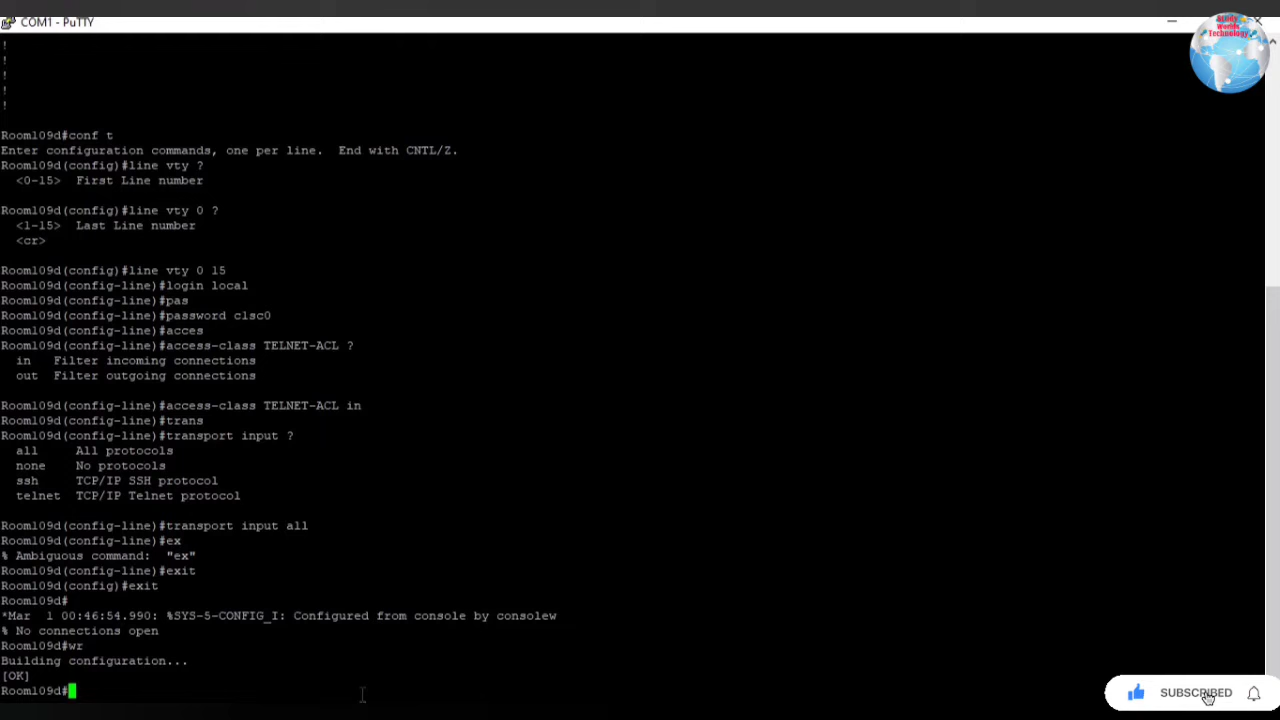 COM1 - PuTTY
Study
Worlds
Technology
!
!
!
!
!
Room109d#conf t
Enter configuration commands, one per line.  End with CNTL/Z.
Room109d(config)#line vty ?
  <0-15>  First Line number
Room109d(config)#line vty 0 ?
  <1-15>  Last Line number
  <cr>
Room109d(config)#line vty 0 15
Room109d(config-line)#login local
Room109d(config-line)#pas
Room109d(config-line)#password c1sc0
Room109d(config-line)#acces
Room109d(config-line)#access-class TELNET-ACL ?
  in   Filter incoming connections
  out  Filter outgoing connections
Room109d(config-line)#access-class TELNET-ACL in
Room109d(config-line)#trans
Room109d(config-line)#transport input ?
  all     All protocols
  none    No protocols
  ssh     TCP/IP SSH protocol
  telnet  TCP/IP Telnet protocol
Room109d(config-line)#transport input all
Room109d(config-line)#ex
% Ambiguous command:  "ex"
Room109d(config-line)#exit
Room109d(config)#exit
Room109d#
*Mar  1 00:46:54.990: %SYS-5-CONFIG_I: Configured from console by consolew
% No connections open
Room109d#wr
Building configuration...
[OK]
Room109d#
SUBSCRIBED